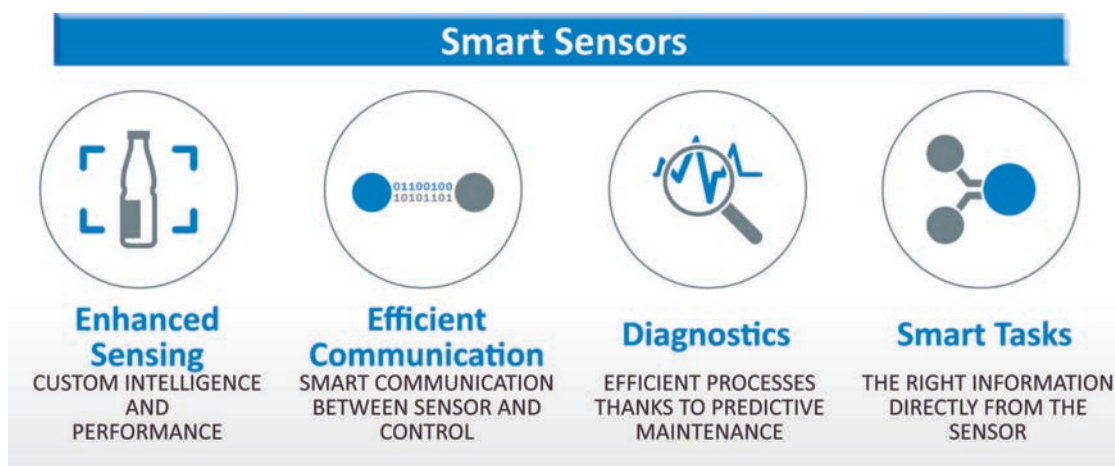 Smart Sensors
01100100
10101101
Enhanced
Sensing
CUSTOM INTELLIGENCE
AND
PERFORMANCE
Efficient
Communication
SMART COMMUNICATION
BETWEEN SENSOR AND
CONTROL
Diagnostics
EFFICIENT PROCESSES
THANKS TO PREDICTIVE
MAINTENANCE
Smart Tasks
THE RIGHT INFORMATION
DIRECTLY FROM THE
SENSOR